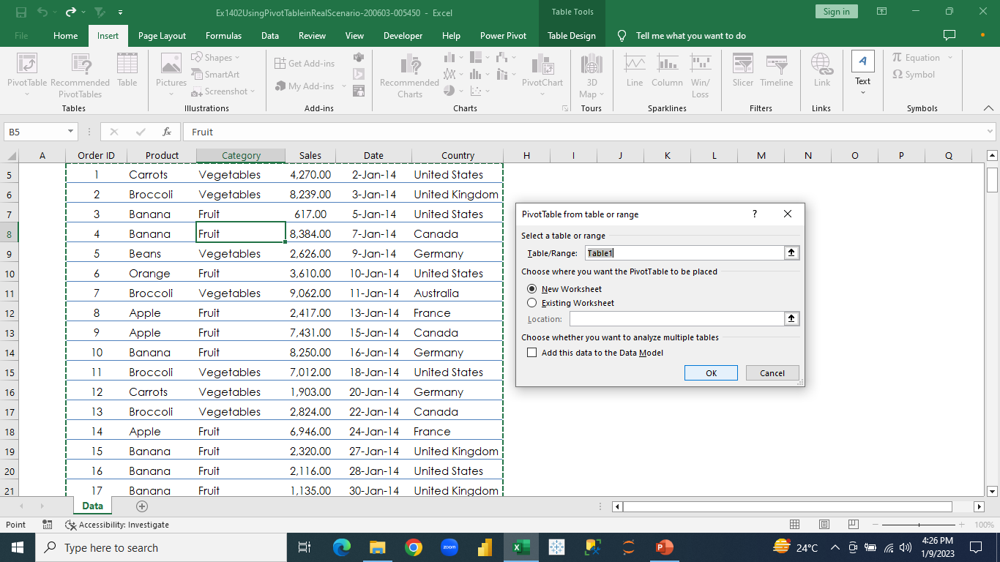 Ex1402UsingPivotTableinRealScenario-200603-005450 - Excel
Table Tools
Sign in
File Home Insert Page Layout Formulas Data Review View Developer Help Power Pivot Table Design Tell me what you want to do
PivotTable Recommended PivotTables Table
Pictures Shapes
SmartArt
Screenshot
Get Add-ins
My Add-ins
Recommended Charts PivotChart
3D Map
Line Column Win/Loss
Slicer Timeline
Link
Text
Equation
Symbol
Tables Illustrations Add-ins Charts Tours Sparklines Filters Links Symbols
B5 fx Fruit
A Order ID Product Category Sales Date Country H I J K L M N O P Q
5 1 Carrots Vegetables 4,270.00 2-Jan-14 United States
6 2 Broccoli Vegetables 8,239.00 3-Jan-14 United Kingdom
7 3 Banana Fruit 617.00 5-Jan-14 United States
8 4 Banana Fruit 8,384.00 7-Jan-14 Canada
9 5 Beans Vegetables 2,626.00 9-Jan-14 Germany
10 6 Orange Fruit 3,610.00 10-Jan-14 United States
11 7 Broccoli Vegetables 9,062.00 11-Jan-14 Australia
12 8 Apple Fruit 2,417.00 13-Jan-14 France
13 9 Apple Fruit 7,431.00 15-Jan-14 Canada
14 10 Banana Fruit 8,250.00 16-Jan-14 Germany
15 11 Broccoli Vegetables 7,012.00 18-Jan-14 United States
16 12 Carrots Vegetables 1,903.00 20-Jan-14 Germany
17 13 Broccoli Vegetables 2,824.00 22-Jan-14 Canada
18 14 Apple Fruit 6,946.00 24-Jan-14 France
19 15 Banana Fruit 2,320.00 27-Jan-14 United Kingdom
20 16 Banana Fruit 2,116.00 28-Jan-14 United States
21 17 Banana Fruit 1,135.00 30-Jan-14 United Kingdom
PivotTable from table or range ?
Select a table or range
Table/Range: Table1
Choose where you want the PivotTable to be placed
New Worksheet
Existing Worksheet
Location:
Choose whether you want to analyze multiple tables
Add this data to the Data Model
OK Cancel
Data
Point Accessibility: Investigate 100%
Type here to search
zoom
24°C
4:26 PM
1/9/2023